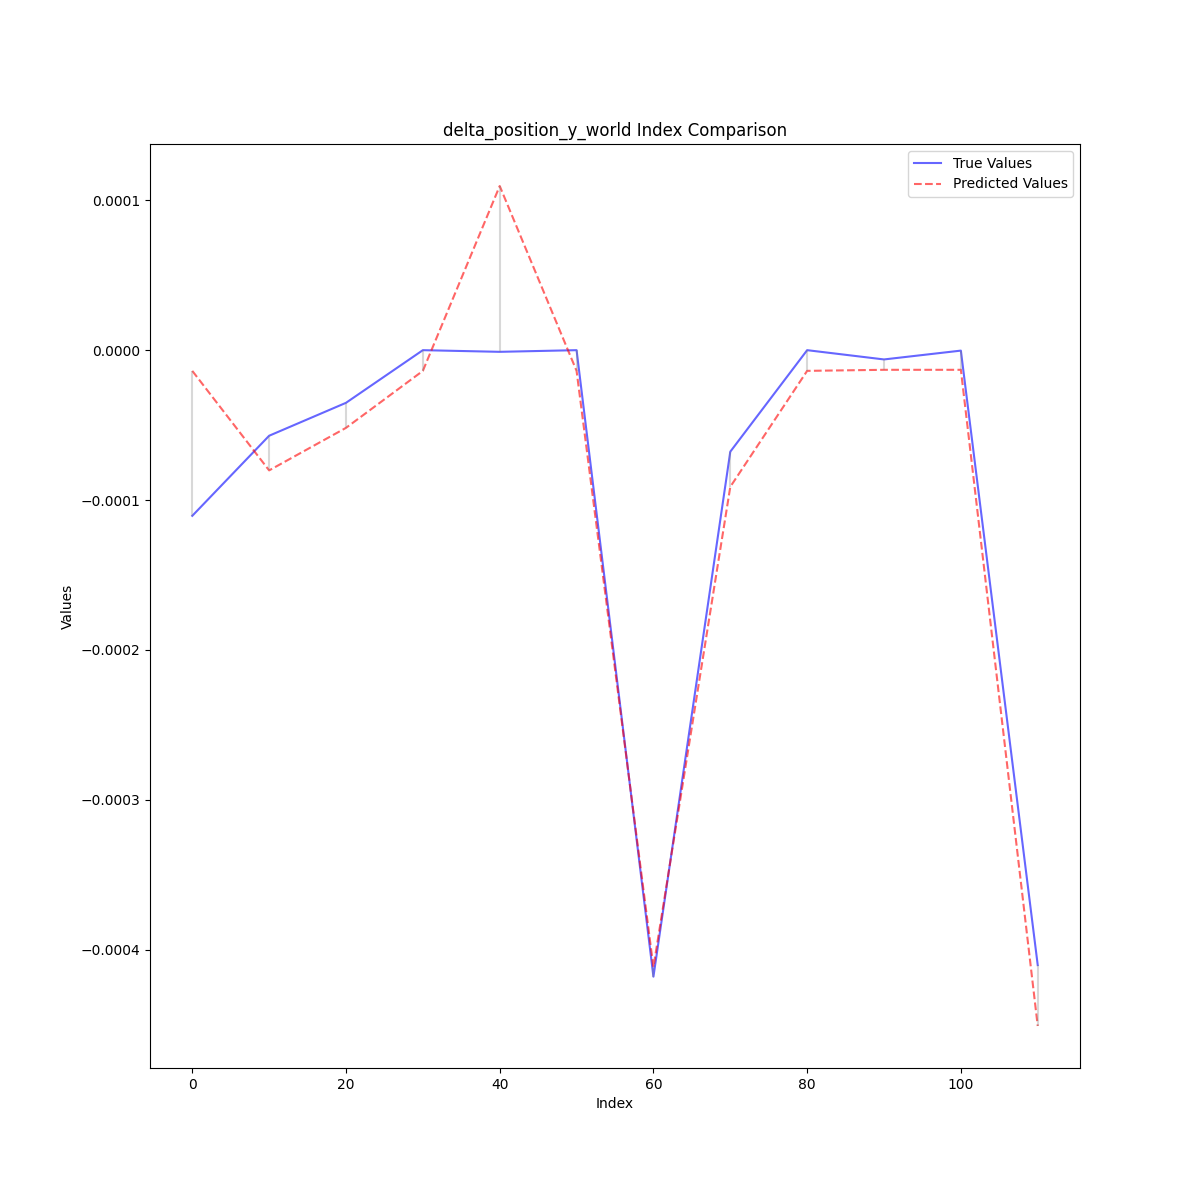 delta_position_y_world Index Comparison
True Values
Predicted Values
0.0001
0.0000
−0.0001
−0.0002
−0.0003
−0.0004
Values
0 20 40 60 80 100
Index